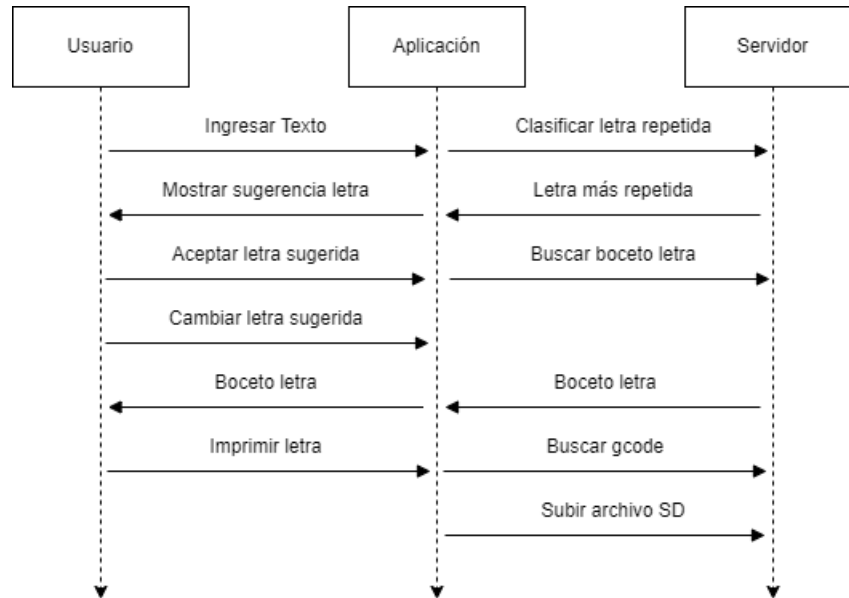 Usuario
Aplicación
Servidor
Ingresar Texto
Clasificar letra repetida
Mostrar sugerencia letra
Letra más repetida
Aceptar letra sugerida
Buscar boceto letra
Cambiar letra sugerida
Boceto letra
Boceto letra
Imprimir letra
Buscar gcode
Subir archivo SD